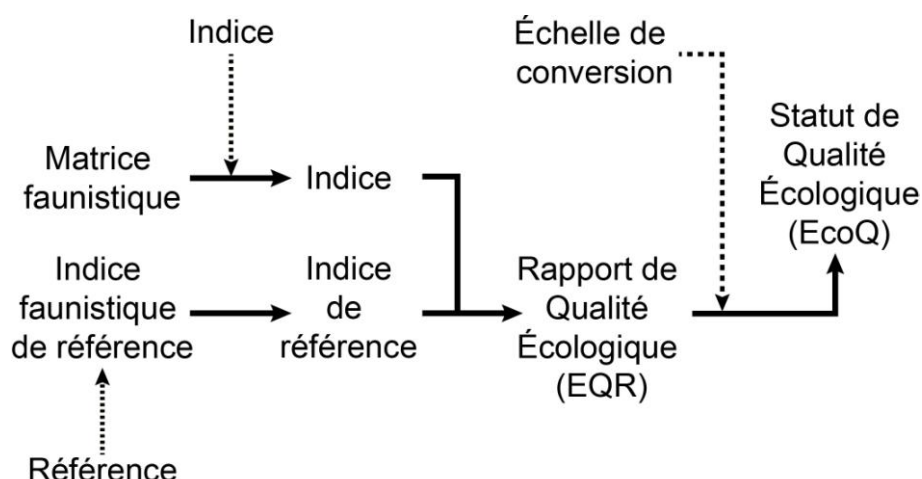 Indice
Échelle de
conversion
Statut de
Qualité
Écologique
(EcoQ)
Matrice
faunistique
Indice
Indice
faunistique
de référence
Indice
de
référence
Rapport de
Qualité
Écologique
(EQR)
Référence